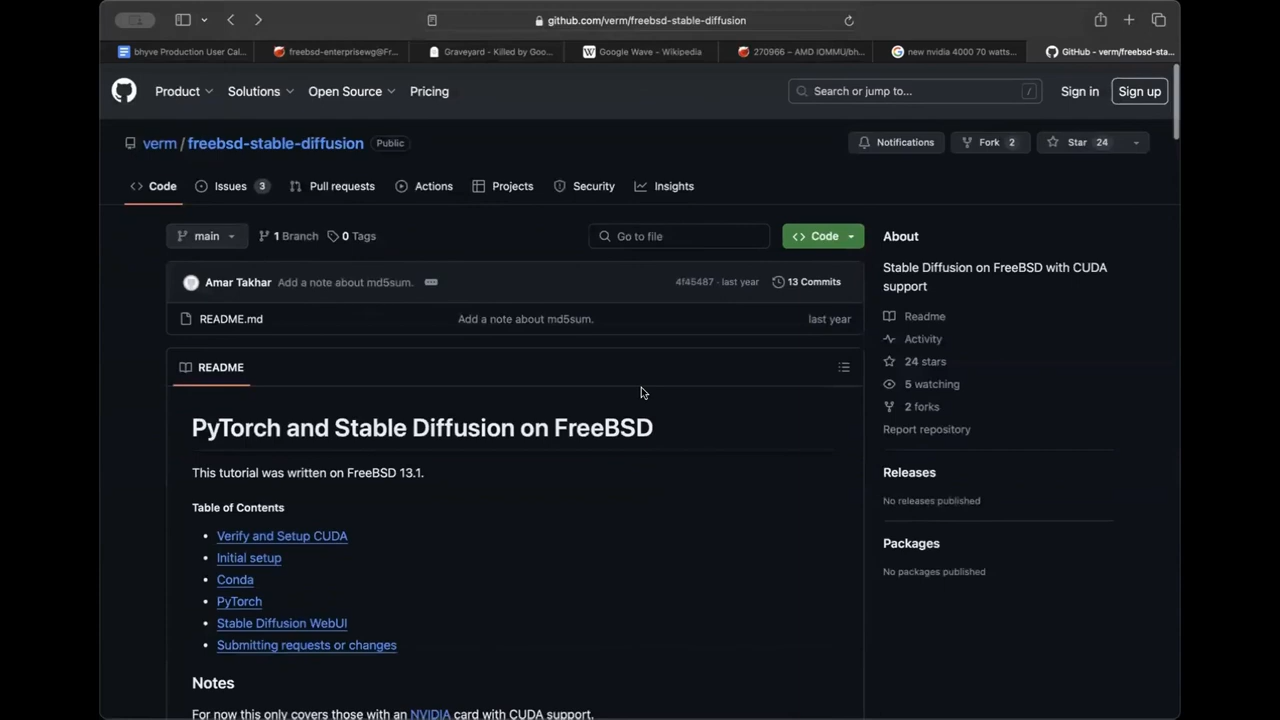 github.com/verm/freebsd-stable-diffusion
bhyve Production User Cal...
freebsd-enterprisewg@Fr...
Graveyard - Killed by Goo...
Google Wave - Wikipedia
270966 – AMD IOMMU/bh...
new nvidia 4000 70 watts...
GitHub - verm/freebsd-sta...
Product
Solutions
Open Source
Pricing
Search or jump to...
/
Sign in
Sign up
verm / freebsd-stable-diffusion
Public
Notifications
Fork 2
Star 24
Code
Issues 3
Pull requests
Actions
Projects
Security
Insights
main
1 Branch
0 Tags
Go to file
Code
About
Stable Diffusion on FreeBSD with CUDA
support
Amar Takhar Add a note about md5sum.
4f45487 · last year
13 Commits
README.md
Add a note about md5sum.
last year
Readme
Activity
24 stars
5 watching
2 forks
Report repository
README
PyTorch and Stable Diffusion on FreeBSD
This tutorial was written on FreeBSD 13.1.
Table of Contents
Verify and Setup CUDA
Initial setup
Conda
PyTorch
Stable Diffusion WebUI
Submitting requests or changes
Notes
For now this only covers those with an NVIDIA card with CUDA support.
Releases
No releases published
Packages
No packages published